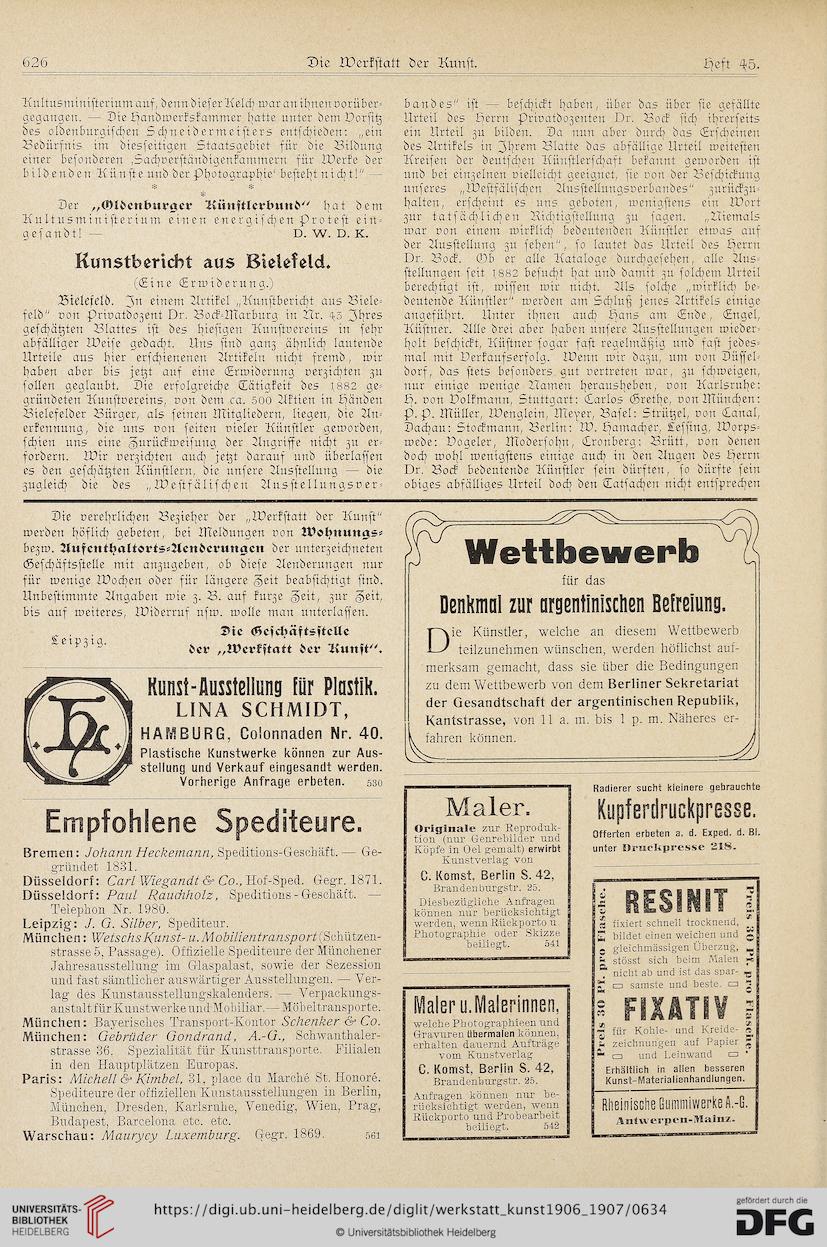 626
Die Werkstatt der Kunst.
Heft 45.
Kultusministerium auf, denn dieser Kelch war an ihnen vorüber-
gegangen. — Die Handwerkskammer hatte unter dem Vorsitz
des oldenburgischen Schneidermeisters entschieden: „ein
Bedürfnis im diesseitigen Staatsgebiet für die Bildung
einer besonderen ‚Sachverständigenkammern für Werke der
bildenden Künste und der Photographie' besteht nicht!" —
* * *
Der „Oldenburger Künstlerbund" hat dem
Kultusministerium einen energischen Protest ein-
gesandt! — D. W. D. K.
Kunstbericht aus Bielefeld.
(Eine Erwiderung.)
Bielefeld. In einem Artikel „Kunstbericht aus Biele-
feld" von Privatdozent Dr. Bock-Marburg in Nr. 43 Ihres
geschätzten Blattes ist des hiesigen Kunstvereins in sehr
abfälliger Weise gedacht. Uns sind ganz ähnlich lautende
Urteile aus hier erschienenen Artikeln nicht fremd, wir
haben aber bis jetzt auf eine Erwiderung verzichten zu
sollen geglaubt. Die erfolgreiche Tätigkeit des 1882 ge-
gründeten Kunstvereins, von dem ca. 500 Aktien in Händen
Bielefelder Bürger, als seinen Mitgliedern, liegen, die An-
erkennung, die uns von seiten vieler Künstler geworden,
schien uns eine Zurückweisung der Angriffe nicht zu er-
fordern. Wir verzichten auch jetzt darauf und überlassen
es den geschätzten Künstlern, die unsere Ausstellung — die
zugleich die des „Westfälischen Ausstellungsver-
bandes" ist — beschickt haben, über das über sie gefällte
Urteil des Herrn Privatdozenten Dr. Bock sich ihrerseits
ein Urteil zu bilden. Da nun aber durch das Erscheinen
des Artikels in Ihrem Blatte das abfällige Urteil weitesten
Kreisen der deutschen Künstlerschaft bekannt geworden ist
und bei einzelnen vielleicht geeignet, sie von der Beschickung
unseres „Westfälischen Ausstellungsverbandes" zurückzu-
halten, erscheint es uns geboten, wenigstens ein Wort
zur tatsächlichen Richtigstellung zu sagen. „Niemals
war von einem wirklich bedeutenden Künstler etwas auf
der Ausstellung zu sehen", so lautet das Urteil des Herrn
Dr. Bock. Ob er alle Kataloge durchgesehen, alle Aus-
stellungen seit 1882 besucht hat und damit zu solchem Urteil
berechtigt ist, wissen wir nicht. Als solche „wirklich be-
deutende Künstler" werden am Schluß jenes Artikels einige
angeführt. Unter ihnen auch Hans am Ende, Engel,
Küstner. Alle drei aber haben unsere Ausstellungen wieder-
holt beschickt, Küstner sogar fast regelmäßig und fast jedes-
mal mit Verkaufserfolg. Wenn wir dazu, um von Düssel-
dorf, das stets besonders gut vertreten war, zu schweigen,
nur einige wenige Namen herausheben, von Karlsruhe:
H. von Volkmann, Stuttgart: Carlos Grethe, von München:
P. P. Müller, Wenglein, Meyer, Basel: Strützel, von Canal,
Dachau: Stockmann, Berlin: W. Hamacher, Lessing, Worps-
wede: Vogeler, Modersohn, Cronberg: Brütt, von denen
doch wohl wenigstens einige auch in den Augen des Herrn
Dr. Bock bedeutende Künstler sein dürften, so dürfte sein
obiges abfälliges Urteil doch den Tatsachen nicht entsprechen
Die verehrlichen Bezieher der „Werkstatt der Kunst"
werden höflich gebeten, bei Meldungen von Wohnungs-
bezw. Aufenthaltorts-Aenderungen der unterzeichneten
Geschäftsstelle mit anzugeben, ob diese Aenderungen nur
für wenige Wochen oder für längere Zeit beabsichtigt sind.
Unbestimmte Angaben wie z. B. auf kurze Zeit, zur Zeit,
bis auf weiteres, Widerruf usw. wolle man unterlassen.
Leipzig.
Die Geschäftsstelle
der „Werkstatt der Kunst".
Kunst-Ausstellung für Plastik.
LINA SCHMIDT,
HAMBURG, Colonnaden Nr. 40.
Plastische Kunstwerke können zur Aus-
stellung und Verkauf eingesandt werden.
Vorherige Anfrage erbeten. 530
Empfohlene Spediteure.
Bremen: Johann Heckemann, Speditions-Geschäft. — Ge-
gründet 1831.
Düsseldorf: Carl Wiegandt & Co., Hof-Sped. Gegr. 1871.
Düsseldorf: Paul Rauchholz, Speditions-Geschäft. —
Telephon Nr. 1980.
Leipzig: J. G. Silber, Spediteur.
München: Wetschs Kunst- u. Mobilientransport (Schützen-
strasse 5, Passage). Offizielle Spediteure der Münchener
Jahresausstellung im Glaspalast, sowie der Sezession
und fast sämtlicher auswärtiger Ausstellungen. — Ver-
lag des Kunstausstellungskalenders. — Verpackungs-
anstalt für Kunstwerke und Mobiliar. — Möbeltransporte.
München: Bayerisches Transport-Kontor Schenker & Co.
München: Gebrüder Gondrand, A.-G., Schwanthaler-
strasse 36. Spezialität für Kunsttransporte. Filialen
in den Hauptplätzen Europas.
Paris: Michell & Kimbel, 31, place du Marché St. Honoré.
Spediteure der offiziellen Kunstausstellungen in Berlin,
München, Dresden, Karlsruhe, Venedig, Wien, Prag,
Budapest, Barcelona etc. etc.
Warschau: Maurycy Luxemburg. Gegr. 1869. 561
Wettbewerb
für das
Denkmal zur argentinischen Befreiung.
Die Künstler, welche an diesem Wettbewerb
teilzunehmen wünschen, werden höflichst auf-
merksam gemacht, dass sie über die Bedingungen
zu dem Wettbewerb von dem Berliner Sekretariat
der Gesandtschaft der argentinischen Republik,
Kantstrasse, von 11 a. m. bis 1 p. m. Näheres er-
fahren können.
Maler.
Originale zur Reproduk-
tion (nur Genrebilder und
Köpfe in Oel gemalt) erwirbt
Kunstverlag von
C. Komst, Berlin S. 42,
Brandenburgstr. 25.
Diesbezügliche Anfragen
können nur berücksichtigt
werden, wenn Rückporto u.
Photographie oder Skizze
beiliegt. 541
Maler u. Malerinnen,
welche Photographieen und
Gravuren übermalen können,
erhalten dauernd Aufträge
vom Kunstverlag
C. Komst, Berlin S. 42,
Brandenburgstr. 25.
Anfragen können nur be-
rücksichtigt werden, wenn
Rückporto und Probearbeit
beiliegt. 542
Radierer sucht kleinere gebrauchte
Kupferdruckpresse.
Offerten erbeten a. d. Exped. d. Bl.
unter Druckpresse 218.
Preis 30 Pf. pro Flasche.
RESINIT
fixiert schnell trocknend,
bildet einen weichen und
gleichmässigen Überzug,
stösst sich beim Malen
nicht ab und ist das spar-
samste und beste.
FIXATIV
für Kohle- und Kreide-
zeichnungen auf Papier
und Leinwand
Erhältlich in allen besseren
Kunst-Materialienhandlungen.
Preis 30 Pf. pro Flasche.
Rheinische Gummiwerke A.-G.
Antwerpen-Mainz.
UNIVERSITÄTS-
BIBLIOTHEK
HEIDELBERG
https://digi.ub.uni-heidelberg.de/diglit/werkstatt_kunst1906_1907/0634
© Universitätsbibliothek Heidelberg
gefördert durch die
DFG